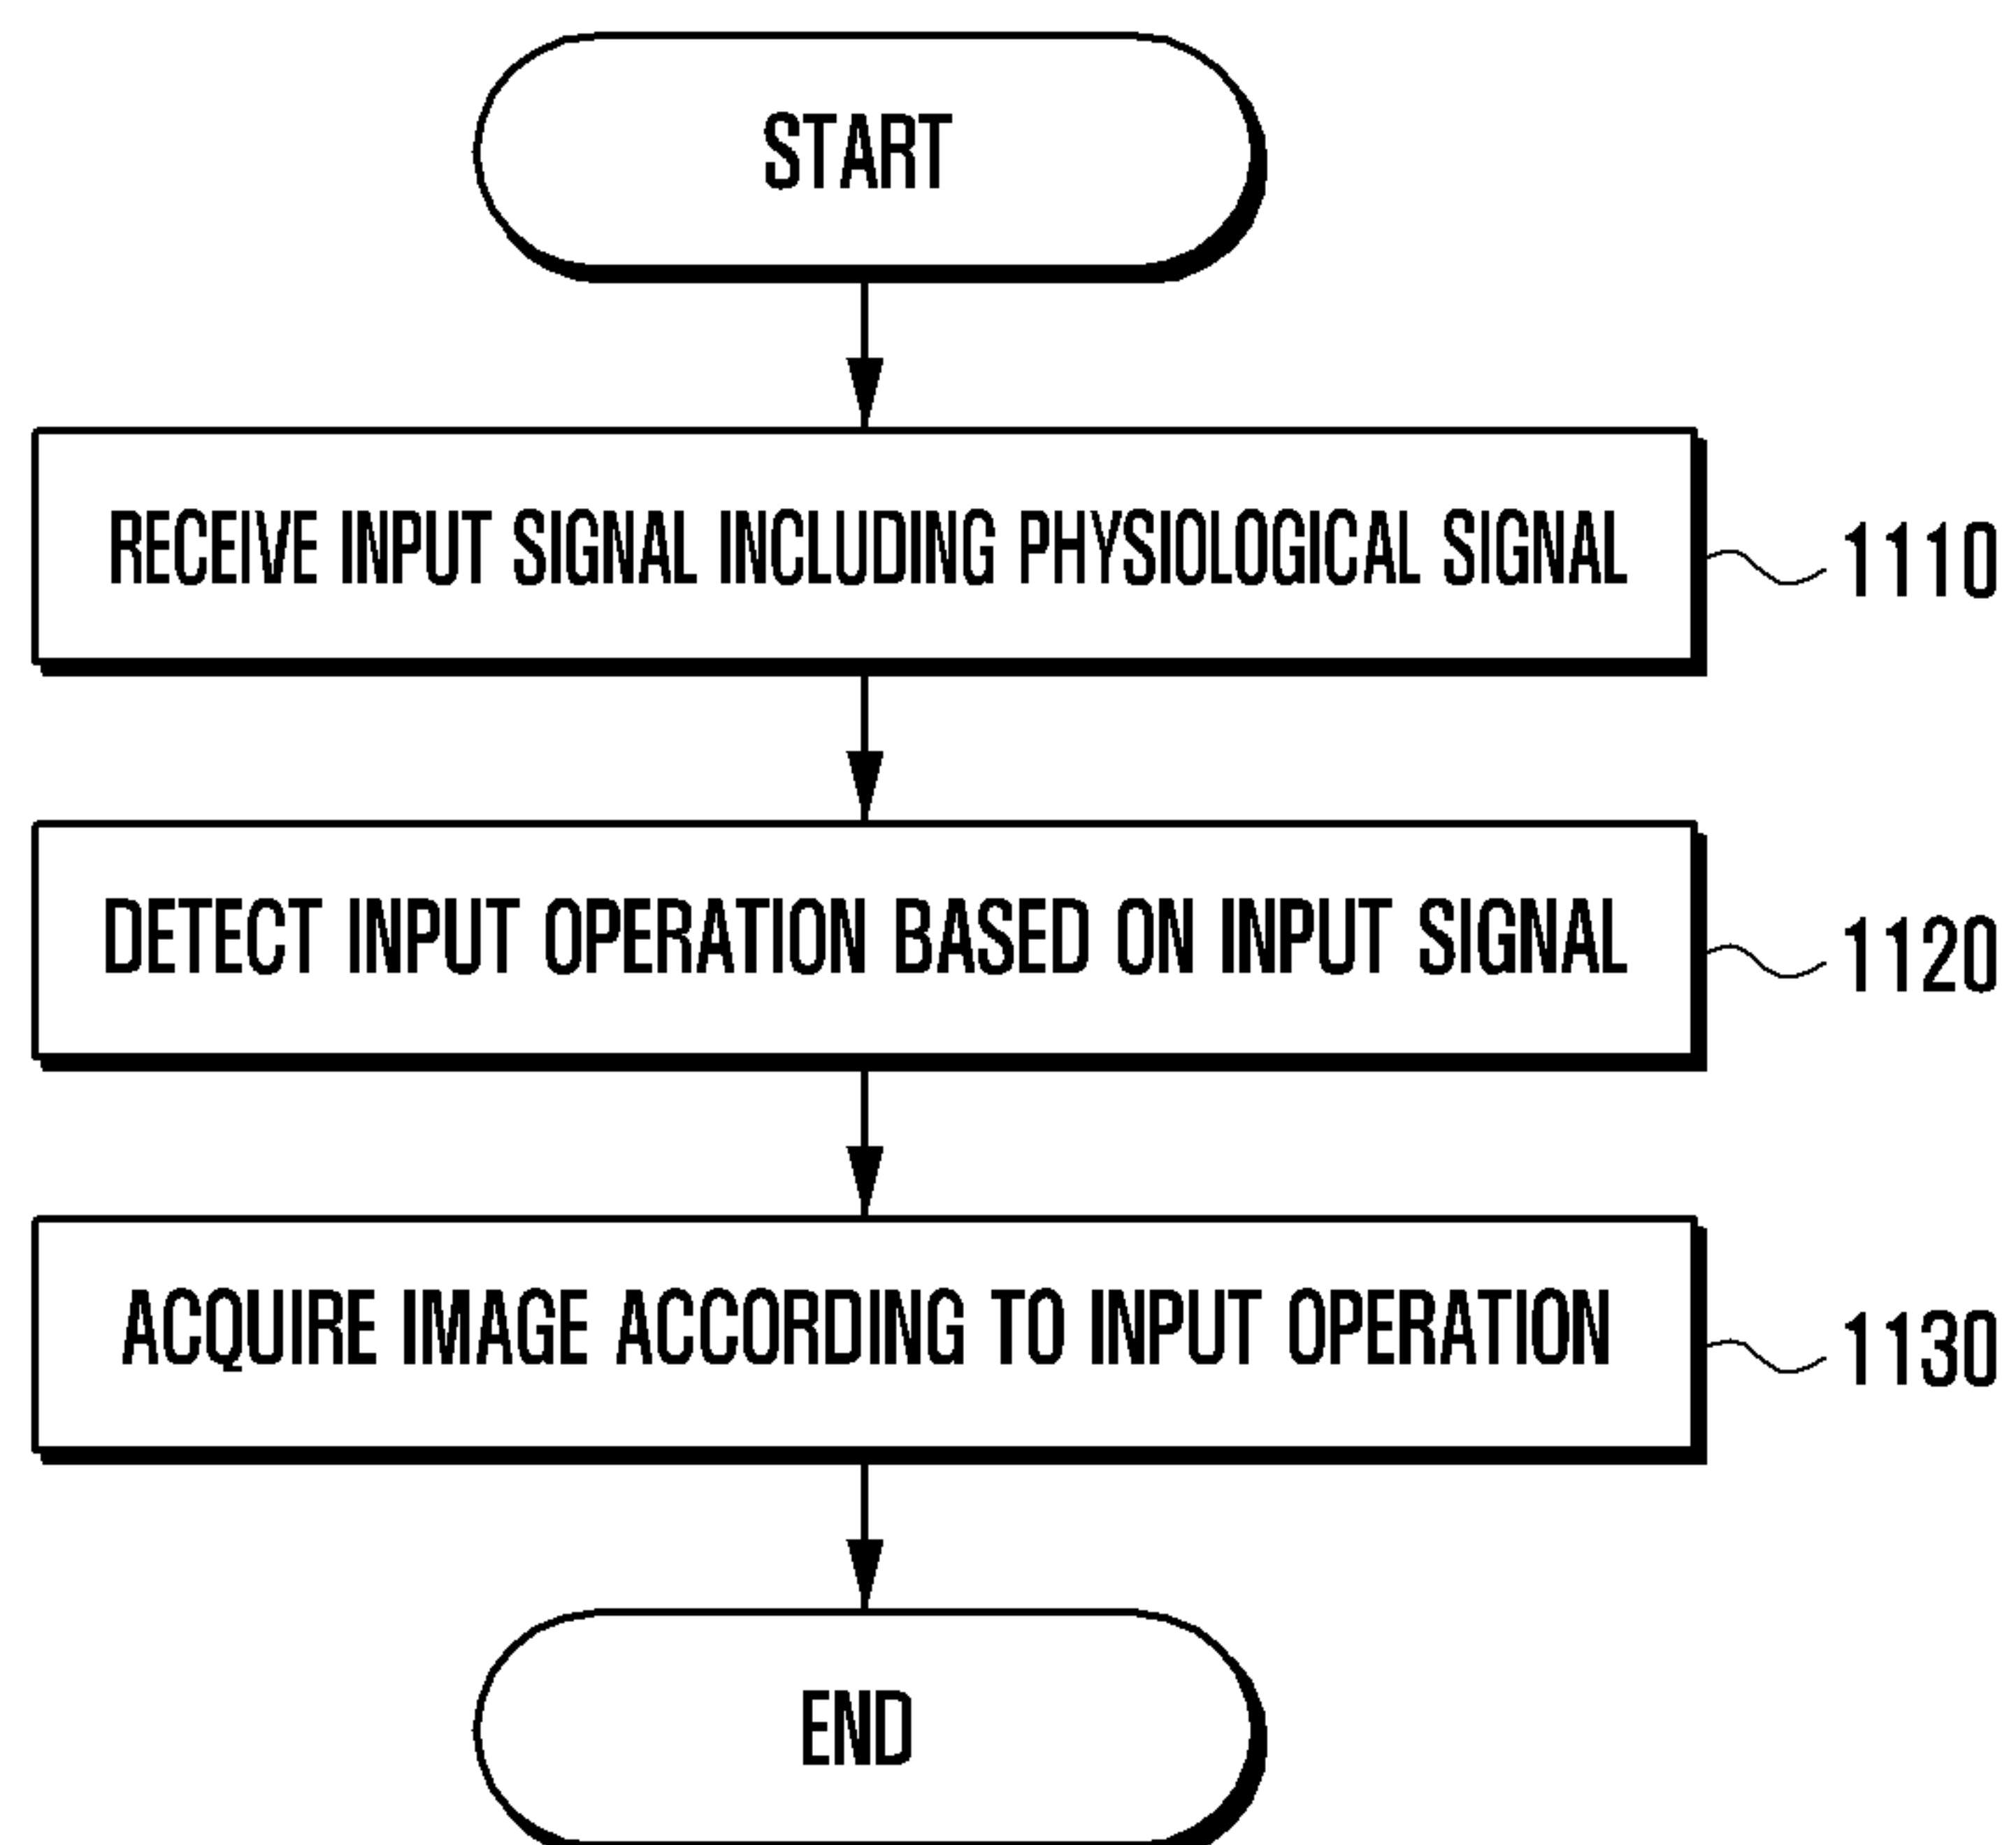 START
RECEIVE INPUT SIGNAL INCLUDING PHYSIOLOGICAL SIGNAL
1110
DETECT INPUT OPERATION BASED ON INPUT SIGNAL
1120
ACQUIRE IMAGE ACCORDING TO INPUT OPERATION
1130
END